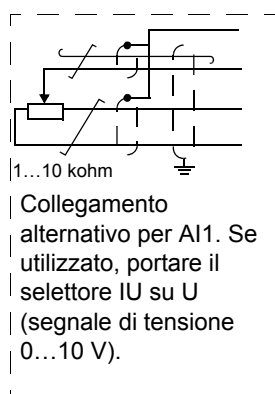 1…10 kohm
Collegamento
alternativo per AI1. Se
utilizzato, portare il
selettore IU su U
(segnale di tensione
0…10 V).